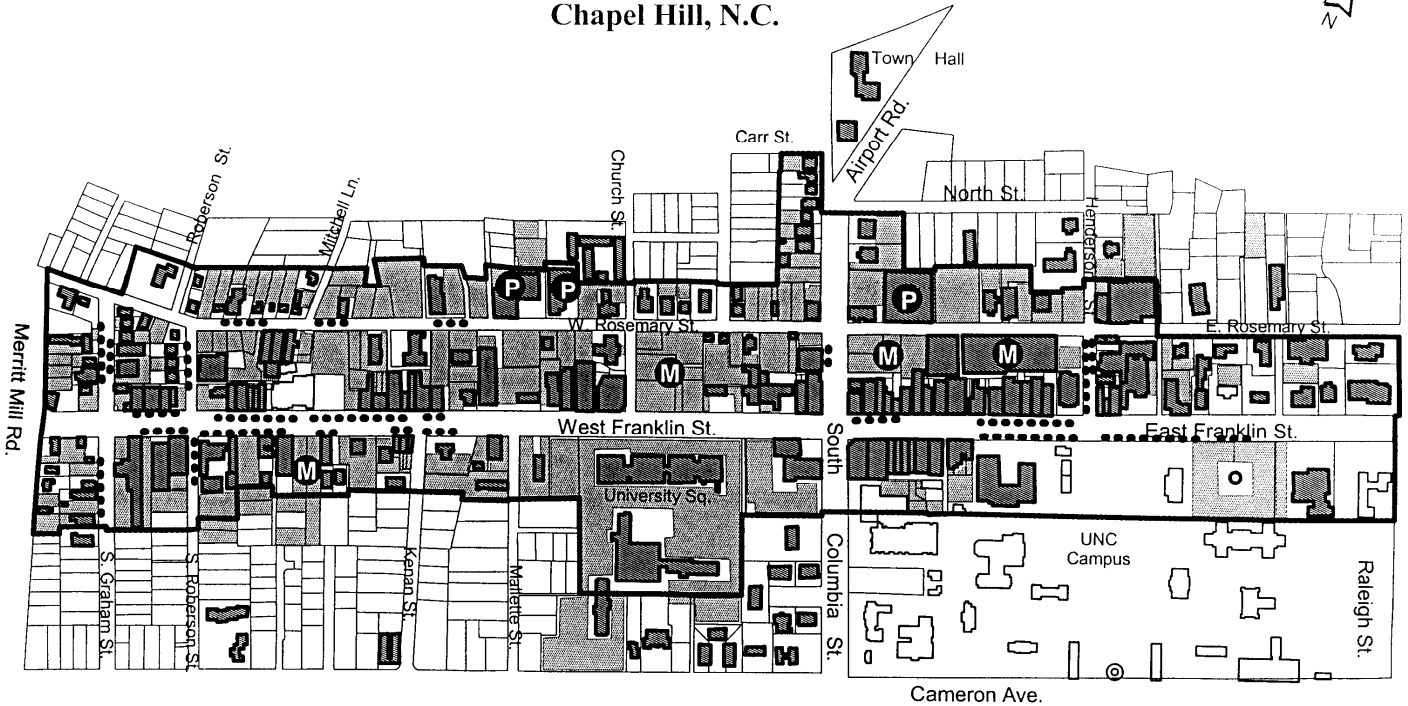 Chapel Hill, N.C.
N
Town Hall
Airport Rd.
Carr St.
Church St.
Roberson St.
Mitchell Ln.
North St.
Henderson St.
P
P
P
W. Rosemary St.
E. Rosemary St.
M
M
M
Merritt Mill Rd.
West Franklin St.
East Franklin St.
M
University Sq.
South
Columbia
St.
UNC
Campus
S. Graham St.
S. Roberson St.
Kenan St.
Mallette St.
Raleigh St.
Cameron Ave.